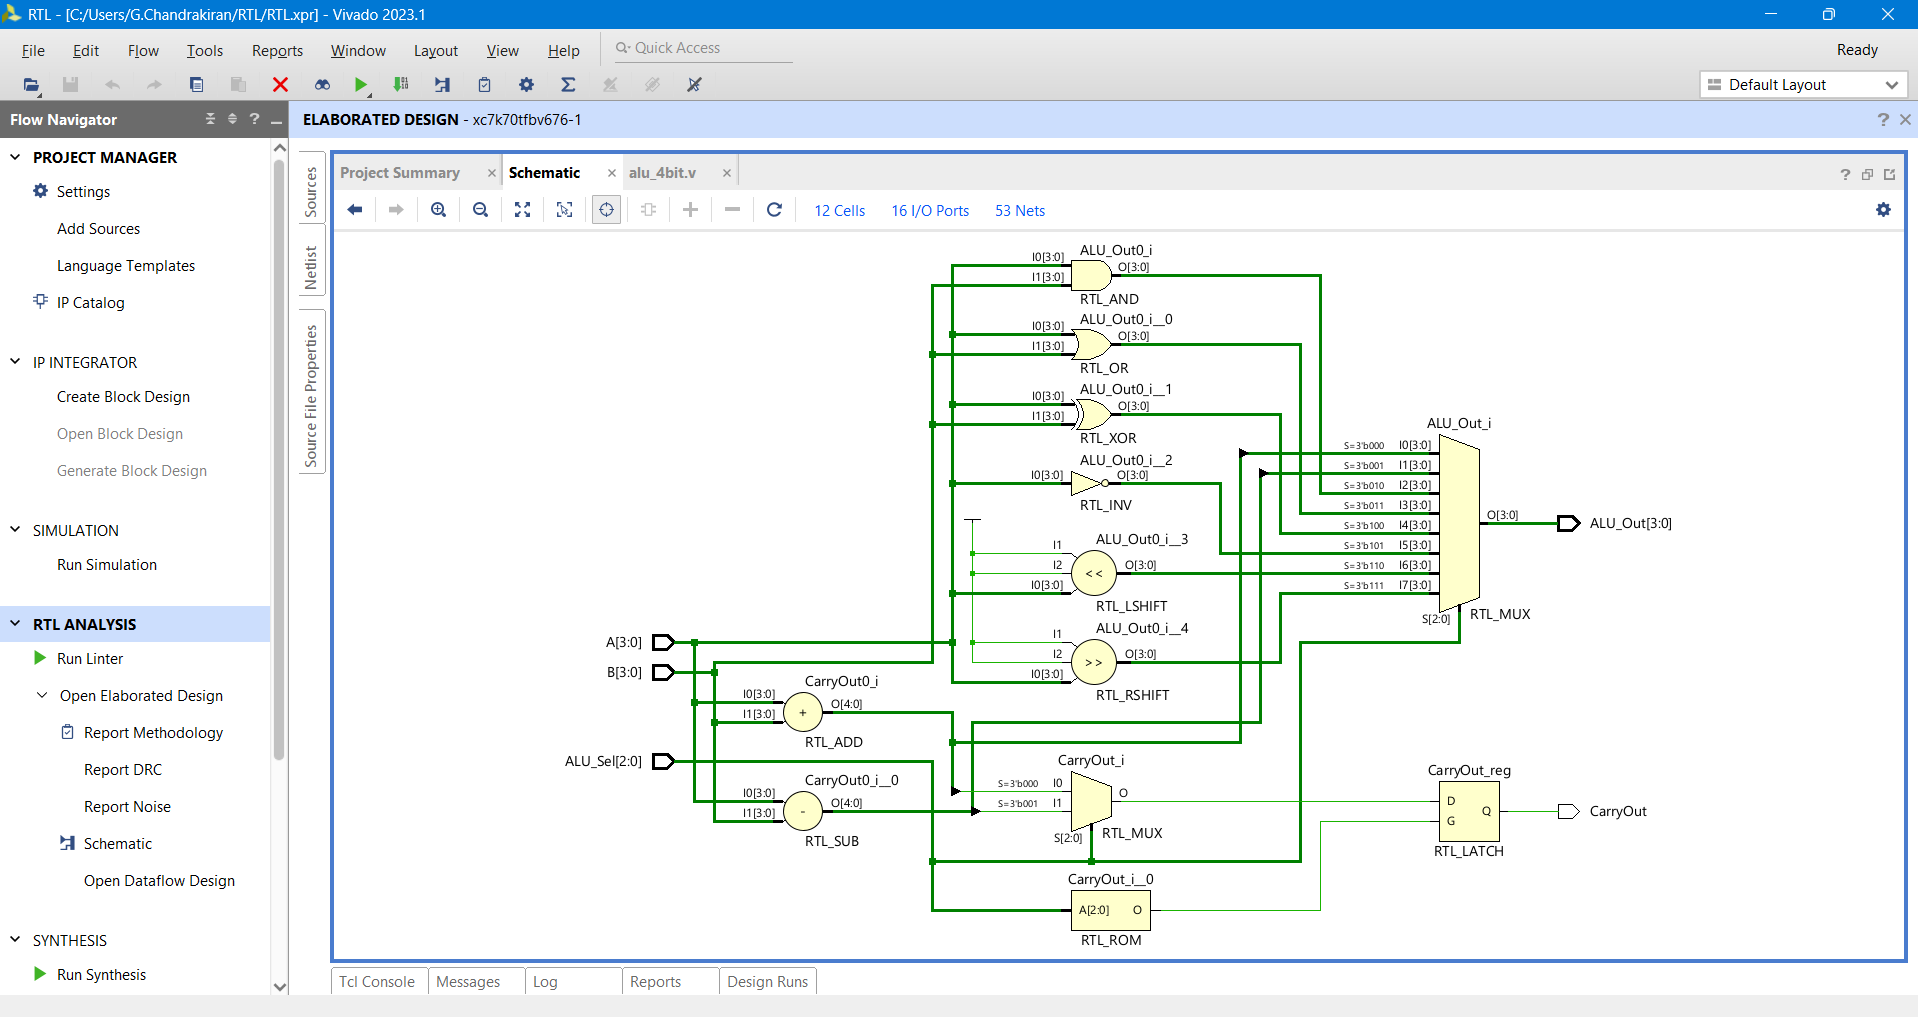 RTL - [C:/Users/G.Chandrakiran/RTL/RTL.xpr] - Vivado 2023.1
File Edit Flow Tools Reports Window Layout View Help Quick Access
Ready
Default Layout
Flow Navigator
ELABORATED DESIGN - xc7k70tfbv676-1
PROJECT MANAGER
Settings
Add Sources
Language Templates
IP Catalog
IP INTEGRATOR
Create Block Design
Open Block Design
Generate Block Design
SIMULATION
Run Simulation
RTL ANALYSIS
Run Linter
Open Elaborated Design
Report Methodology
Report DRC
Report Noise
Schematic
Open Dataflow Design
SYNTHESIS
Run Synthesis
Sources
Netlist
Source File Properties
Project Summary Schematic alu_4bit.v
12 Cells 16 I/O Ports 53 Nets
ALU_Out0_i
I0[3:0] O[3:0]
I1[3:0]
RTL_AND
ALU_Out0_i__0
I0[3:0] O[3:0]
I1[3:0]
RTL_OR
ALU_Out0_i__1
I0[3:0] O[3:0]
I1[3:0]
RTL_XOR
ALU_Out0_i__2
I0[3:0] O[3:0]
RTL_INV
ALU_Out0_i__3
I1
I2 << O[3:0]
I0[3:0]
RTL_LSHIFT
ALU_Out0_i__4
I1
I2 >> O[3:0]
I0[3:0]
RTL_RSHIFT
ALU_Out_i
S=3'b000 I0[3:0]
S=3'b001 I1[3:0]
S=3'b010 I2[3:0]
S=3'b011 I3[3:0]
S=3'b100 I4[3:0]
S=3'b101 I5[3:0]
S=3'b110 I6[3:0]
S=3'b111 I7[3:0]
S[2:0] RTL_MUX
O[3:0] ALU_Out[3:0]
A[3:0]
B[3:0]
ALU_Sel[2:0]
CarryOut0_i
I0[3:0] O[4:0]
I1[3:0] +
RTL_ADD
CarryOut0_i__0
I0[3:0] O[4:0]
I1[3:0] -
RTL_SUB
CarryOut_i
S=3'b000 I0 O
S=3'b001 I1
S[2:0] RTL_MUX
CarryOut_i__0
A[2:0] O
RTL_ROM
CarryOut_reg
D
G Q
RTL_LATCH
CarryOut
Tcl Console Messages Log Reports Design Runs